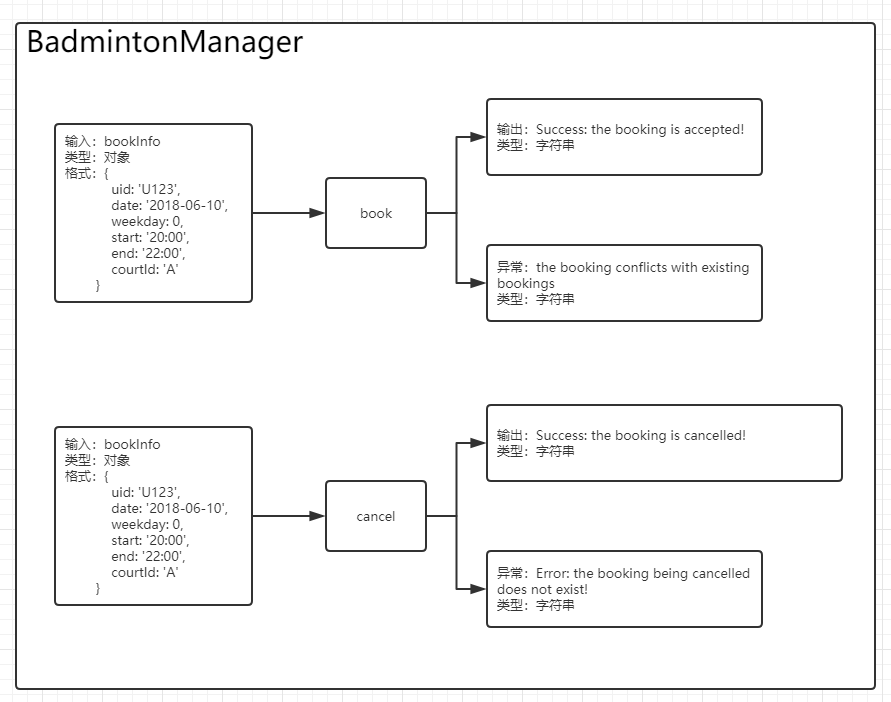 BadmintonManager
输入：bookInfo
类型：对象
格式：{
uid: 'U123',
date: '2018-06-10',
weekday: 0,
start: '20:00',
end: '22:00',
courtId: 'A'
}
book
输出：Success: the booking is accepted!
类型：字符串
异常：the booking conflicts with existing
bookings
类型：字符串
输入：bookInfo
类型：对象
格式：{
uid: 'U123',
date: '2018-06-10',
weekday: 0,
start: '20:00',
end: '22:00',
courtId: 'A'
}
cancel
输出：Success: the booking is cancelled!
类型：字符串
异常：Error: the booking being cancelled
does not exist!
类型：字符串